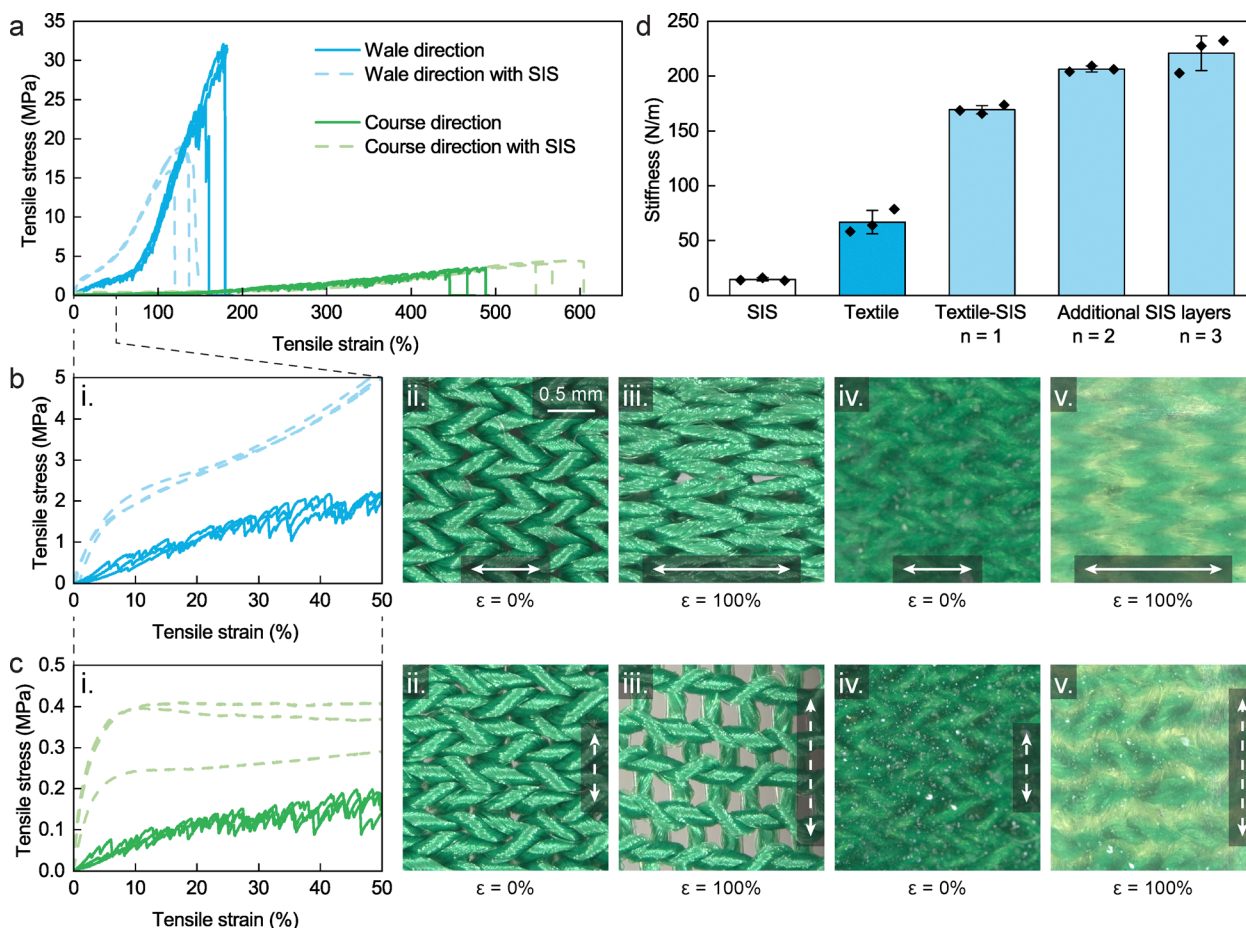 a
35
30
25
20
15
10
5
0
Tensile stress (MPa)
Wale direction
Wale direction with SIS
Course direction
Course direction with SIS
0 100 200 300 400 500 600
Tensile strain (%)
d
250
200
150
100
50
0
Stiffness (N/m)
SIS Textile Textile-SIS Additional SIS layers
n = 1 n = 2 n = 3
b
i.
5
4
3
2
1
0
Tensile stress (MPa)
0 10 20 30 40 50
Tensile strain (%)
ii.
0.5 mm
iii.
iv.
v.
ε = 0% ε = 100% ε = 0% ε = 100%
c
i.
0.5
0.4
0.3
0.2
0.1
0.0
Tensile stress (MPa)
0 10 20 30 40 50
Tensile strain (%)
ii.
iii.
iv.
v.
ε = 0% ε = 100% ε = 0% ε = 100%